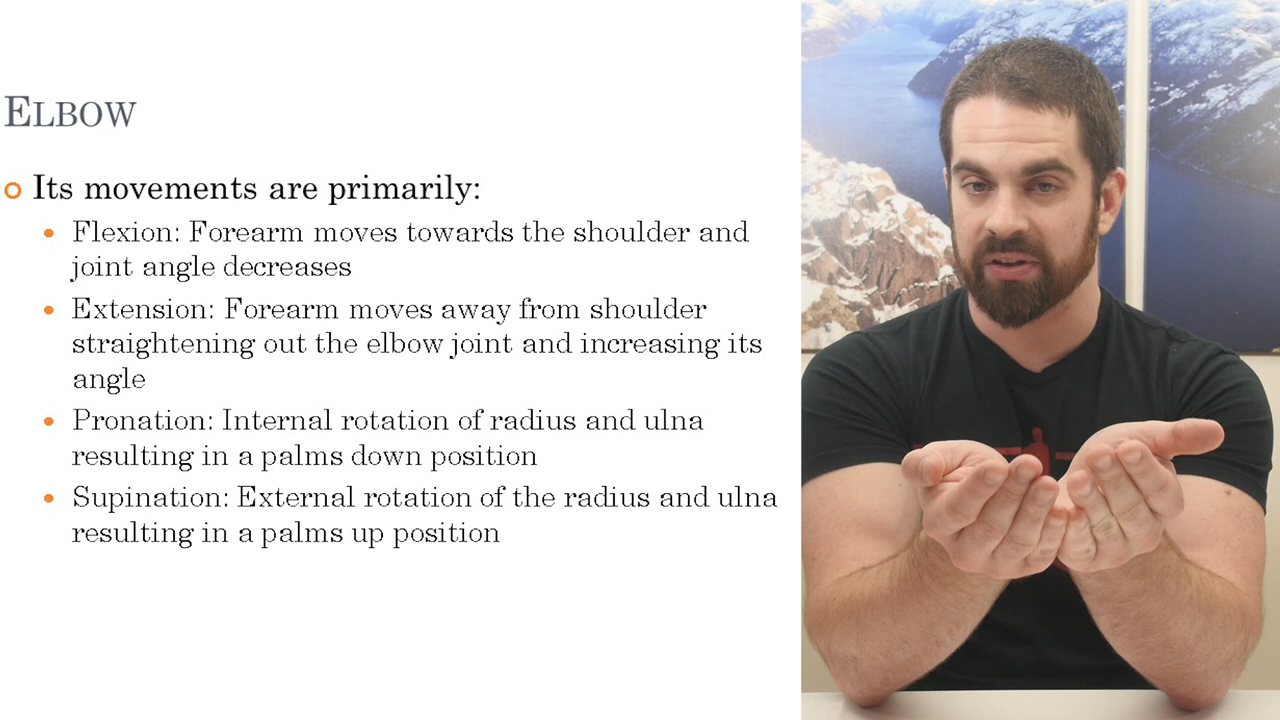 ELBOW
Its movements are primarily:
Flexion: Forearm moves towards the shoulder and
joint angle decreases
Extension: Forearm moves away from shoulder
straightening out the elbow joint and increasing its
angle
Pronation: Internal rotation of radius and ulna
resulting in a palms down position
Supination: External rotation of the radius and ulna
resulting in a palms up position